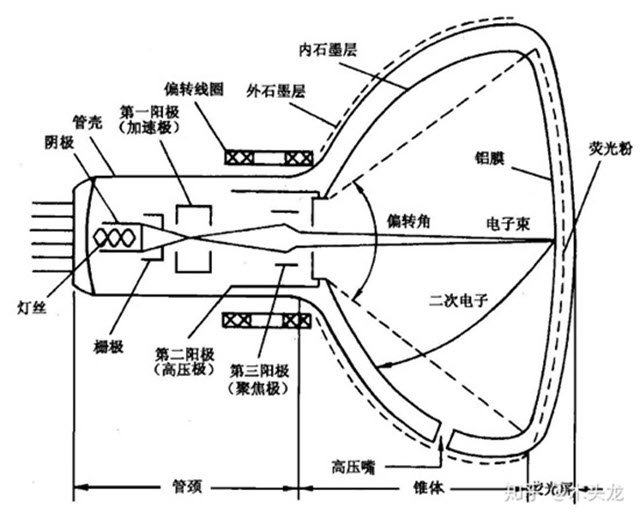 内石墨层
偏转线圈
外石墨层
第一阳极
(加速极)
管壳
阴极
荧光粉
铝膜
偏转角
电子束
二次电子
灯丝
栅极
第二阳极
(高压极)
第三阳极
(聚焦极)
高压嘴
管颈
锥体
荧光屏
知乎 @木头龙